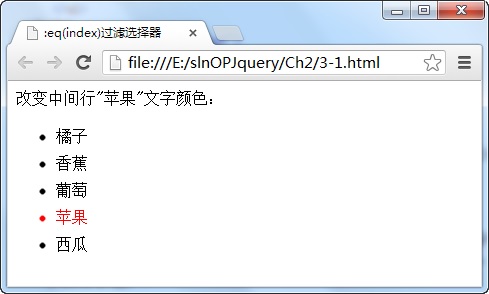 :eq(index)过滤选择器
file:///E:/slnOPJquery/Ch2/3-1.html
改变中间行"苹果"文字颜色：
橘子
香蕉
葡萄
苹果
西瓜